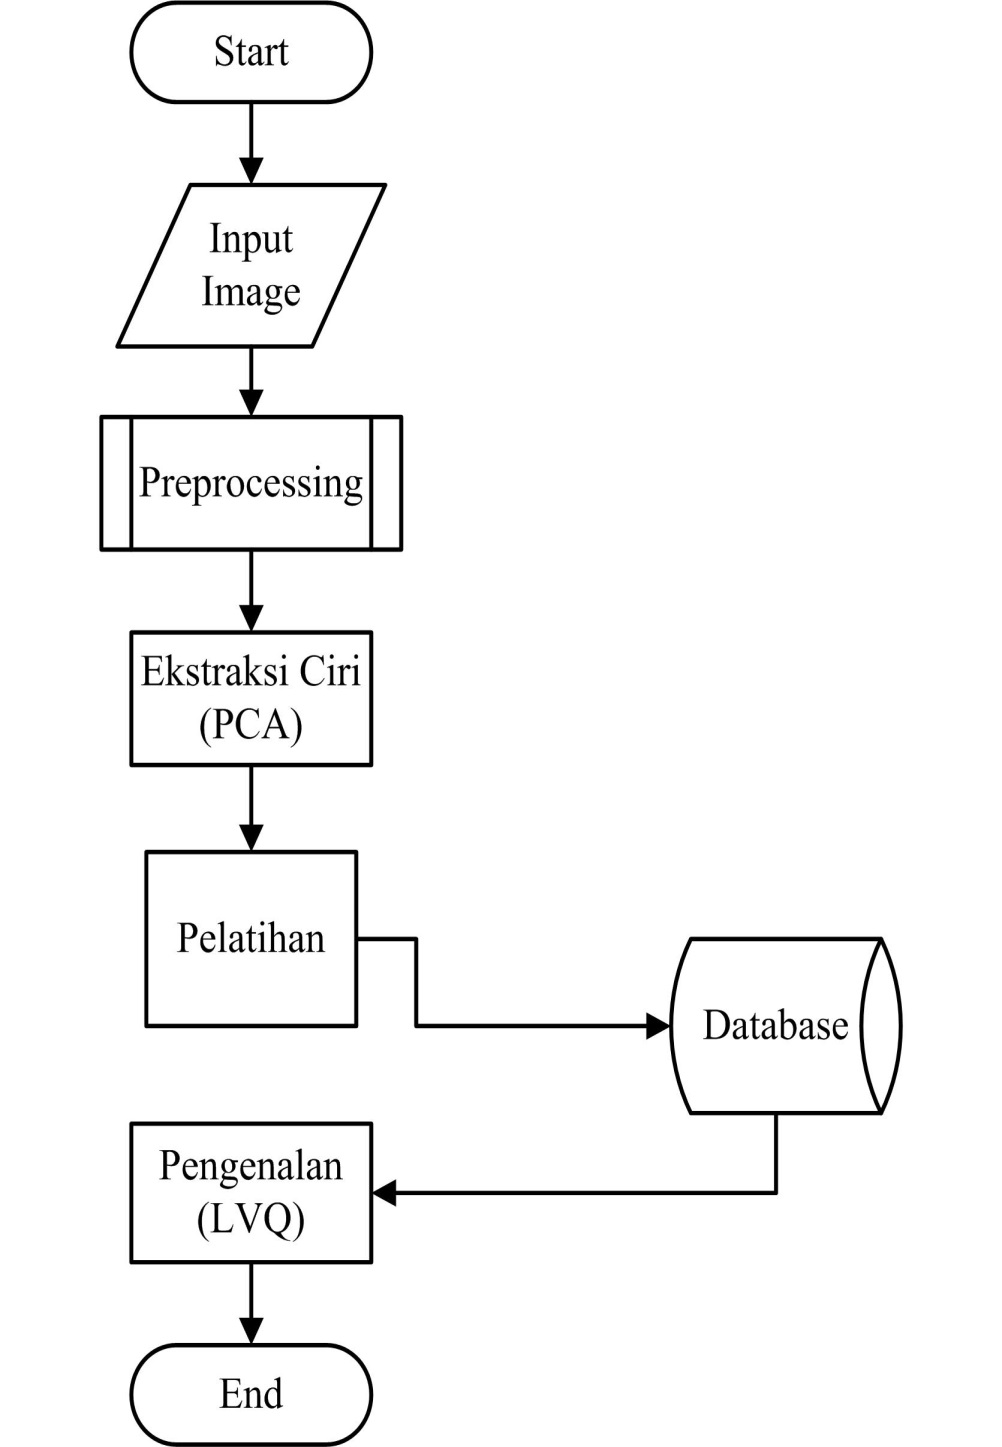 Start
Input
Image
Preprocessing
Ekstraksi Ciri
(PCA)
Pelatihan
Database
Pengenalan
(LVQ)
End